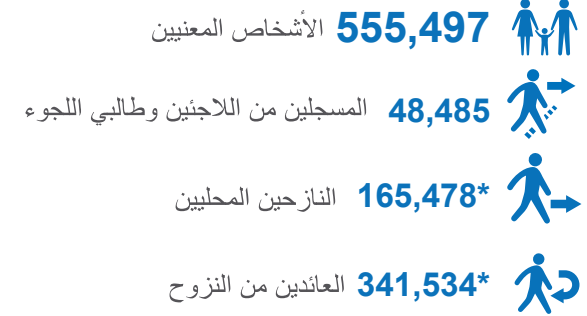 555,497 الأشخاص المعنيين
48,485 المسجلين من اللاجئين وطالبي اللجوء
165,478* النازحين المحليين
341,534* العائدين من النزوح